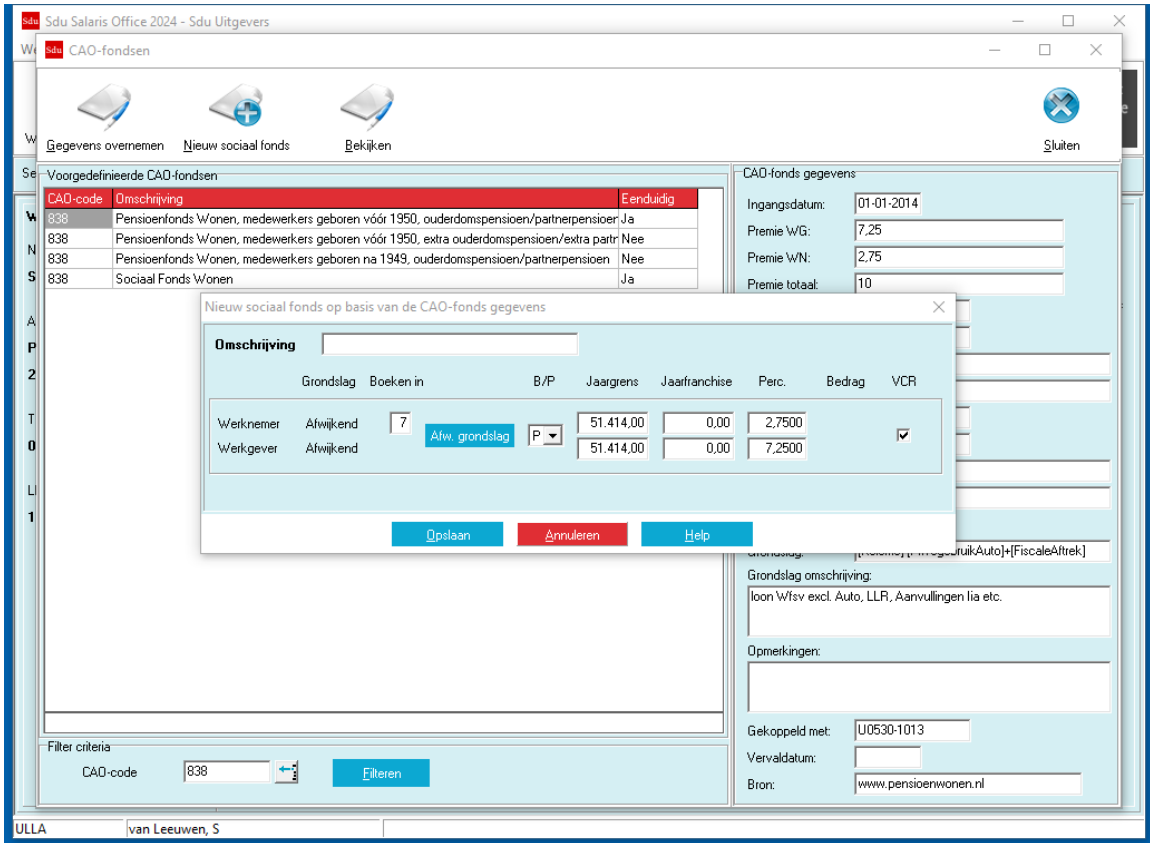 Sdu Sdu Salaris Office 2024 - Sdu Uitgevers
Sdu CAO-fondsen
Gegevens overnemen Nieuw sociaal fonds Bekijken Sluiten
Voorgedefinieerde CAO-fondsen
CAO-code Omschrijving Eenduidig
838 Pensioenfonds Wonen, medewerkers geboren vóór 1950, ouderdomspensioen/partnerpensioer Ja
838 Pensioenfonds Wonen, medewerkers geboren vóór 1950, extra ouderdomspensioen/extra partr Nee
838 Pensioenfonds Wonen, medewerkers geboren na 1949, ouderdomspensioen/partnerpensioen Nee
838 Sociaal Fonds Wonen Ja
CAO-fonds gegevens
Ingangsdatum: 01-01-2014
Premie WG: 7,25
Premie WN: 2,75
Premie totaal: 10
Nieuw sociaal fonds op basis van de CAO-fonds gegevens
Omschrijving
Grondslag Boeken in B/P Jaargrens Jaarfranchise Perc. Bedrag VCR
Werknemer Afwijkend 7 Afw. grondslag P 51.414,00 0,00 2,7500
Werkgever Afwijkend 51.414,00 0,00 7,2500
Opslaan Annuleren Help
Grondslag omschrijving:
loon Wfsv excl. Auto, LLR, Aanvullingen lia etc.
Opmerkingen:
Gekoppeld met: U0530-1013
Vervaldatum:
Bron: www.pensioenwonen.nl
Filter criteria
CAO-code 838 Filteren
ULLA van Leeuwen, S